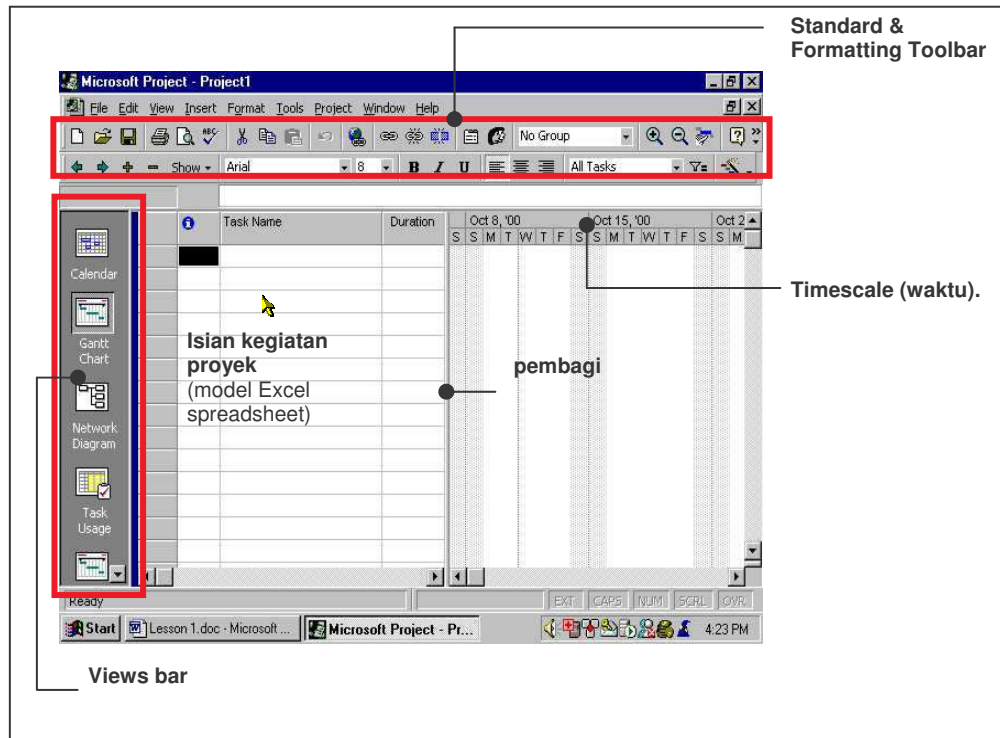 Standard &
Formatting Toolbar
Microsoft Project - Project1
File Edit View Insert Format Tools Project Window Help
ABC No Group
Show Arial 8 B I U All Tasks
Task Name Duration Oct 8, '00 Oct 15, '00 Oct 2
S S M T W T F S S M T W T F S S M
Calendar
Gantt
Chart
Network
Diagram
Task
Usage
Isian kegiatan
proyek
(model Excel
spreadsheet)
pembagi
Timescale (waktu).
Ready EXT CAPS NUM SCRL OVR
Start Lesson 1.doc - Microsoft ... Microsoft Project - Pr... 4:23 PM
Views bar